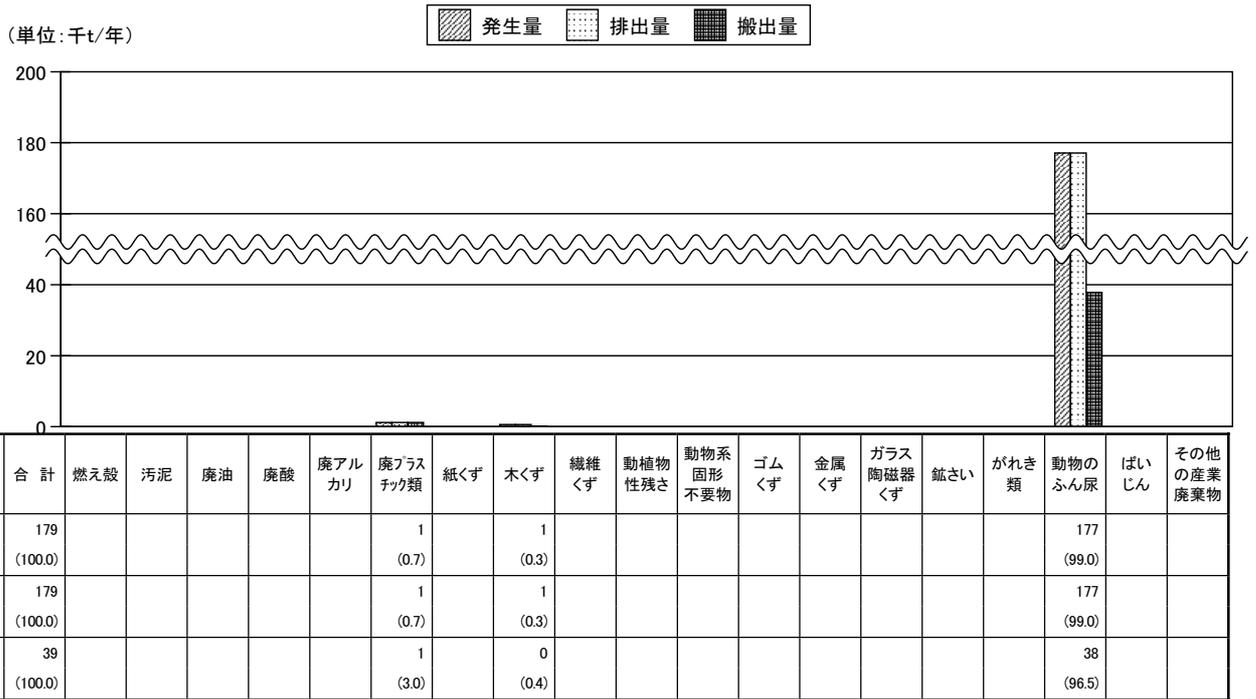 発生量 排出量 搬出量
(単位:千t/年)
200
180
160
40
20
0
合 計 燃え殻 汚泥 廃油 廃酸 廃アル 廃プラス 紙くず 木くず 繊維 動植物 動物系 ゴム 金属 ガラス 鉱さい がれき 動物の ばい その他
カリ チック類 くず 性残さ 固形 くず くず 陶磁器 類 ふん尿 じん の産業
不要物 くず 廃棄物
179 1 1 177
(100.0) (0.7) (0.3) (99.0)
179 1 1 177
(100.0) (0.7) (0.3) (99.0)
39 1 0 38
(100.0) (3.0) (0.4) (96.5)